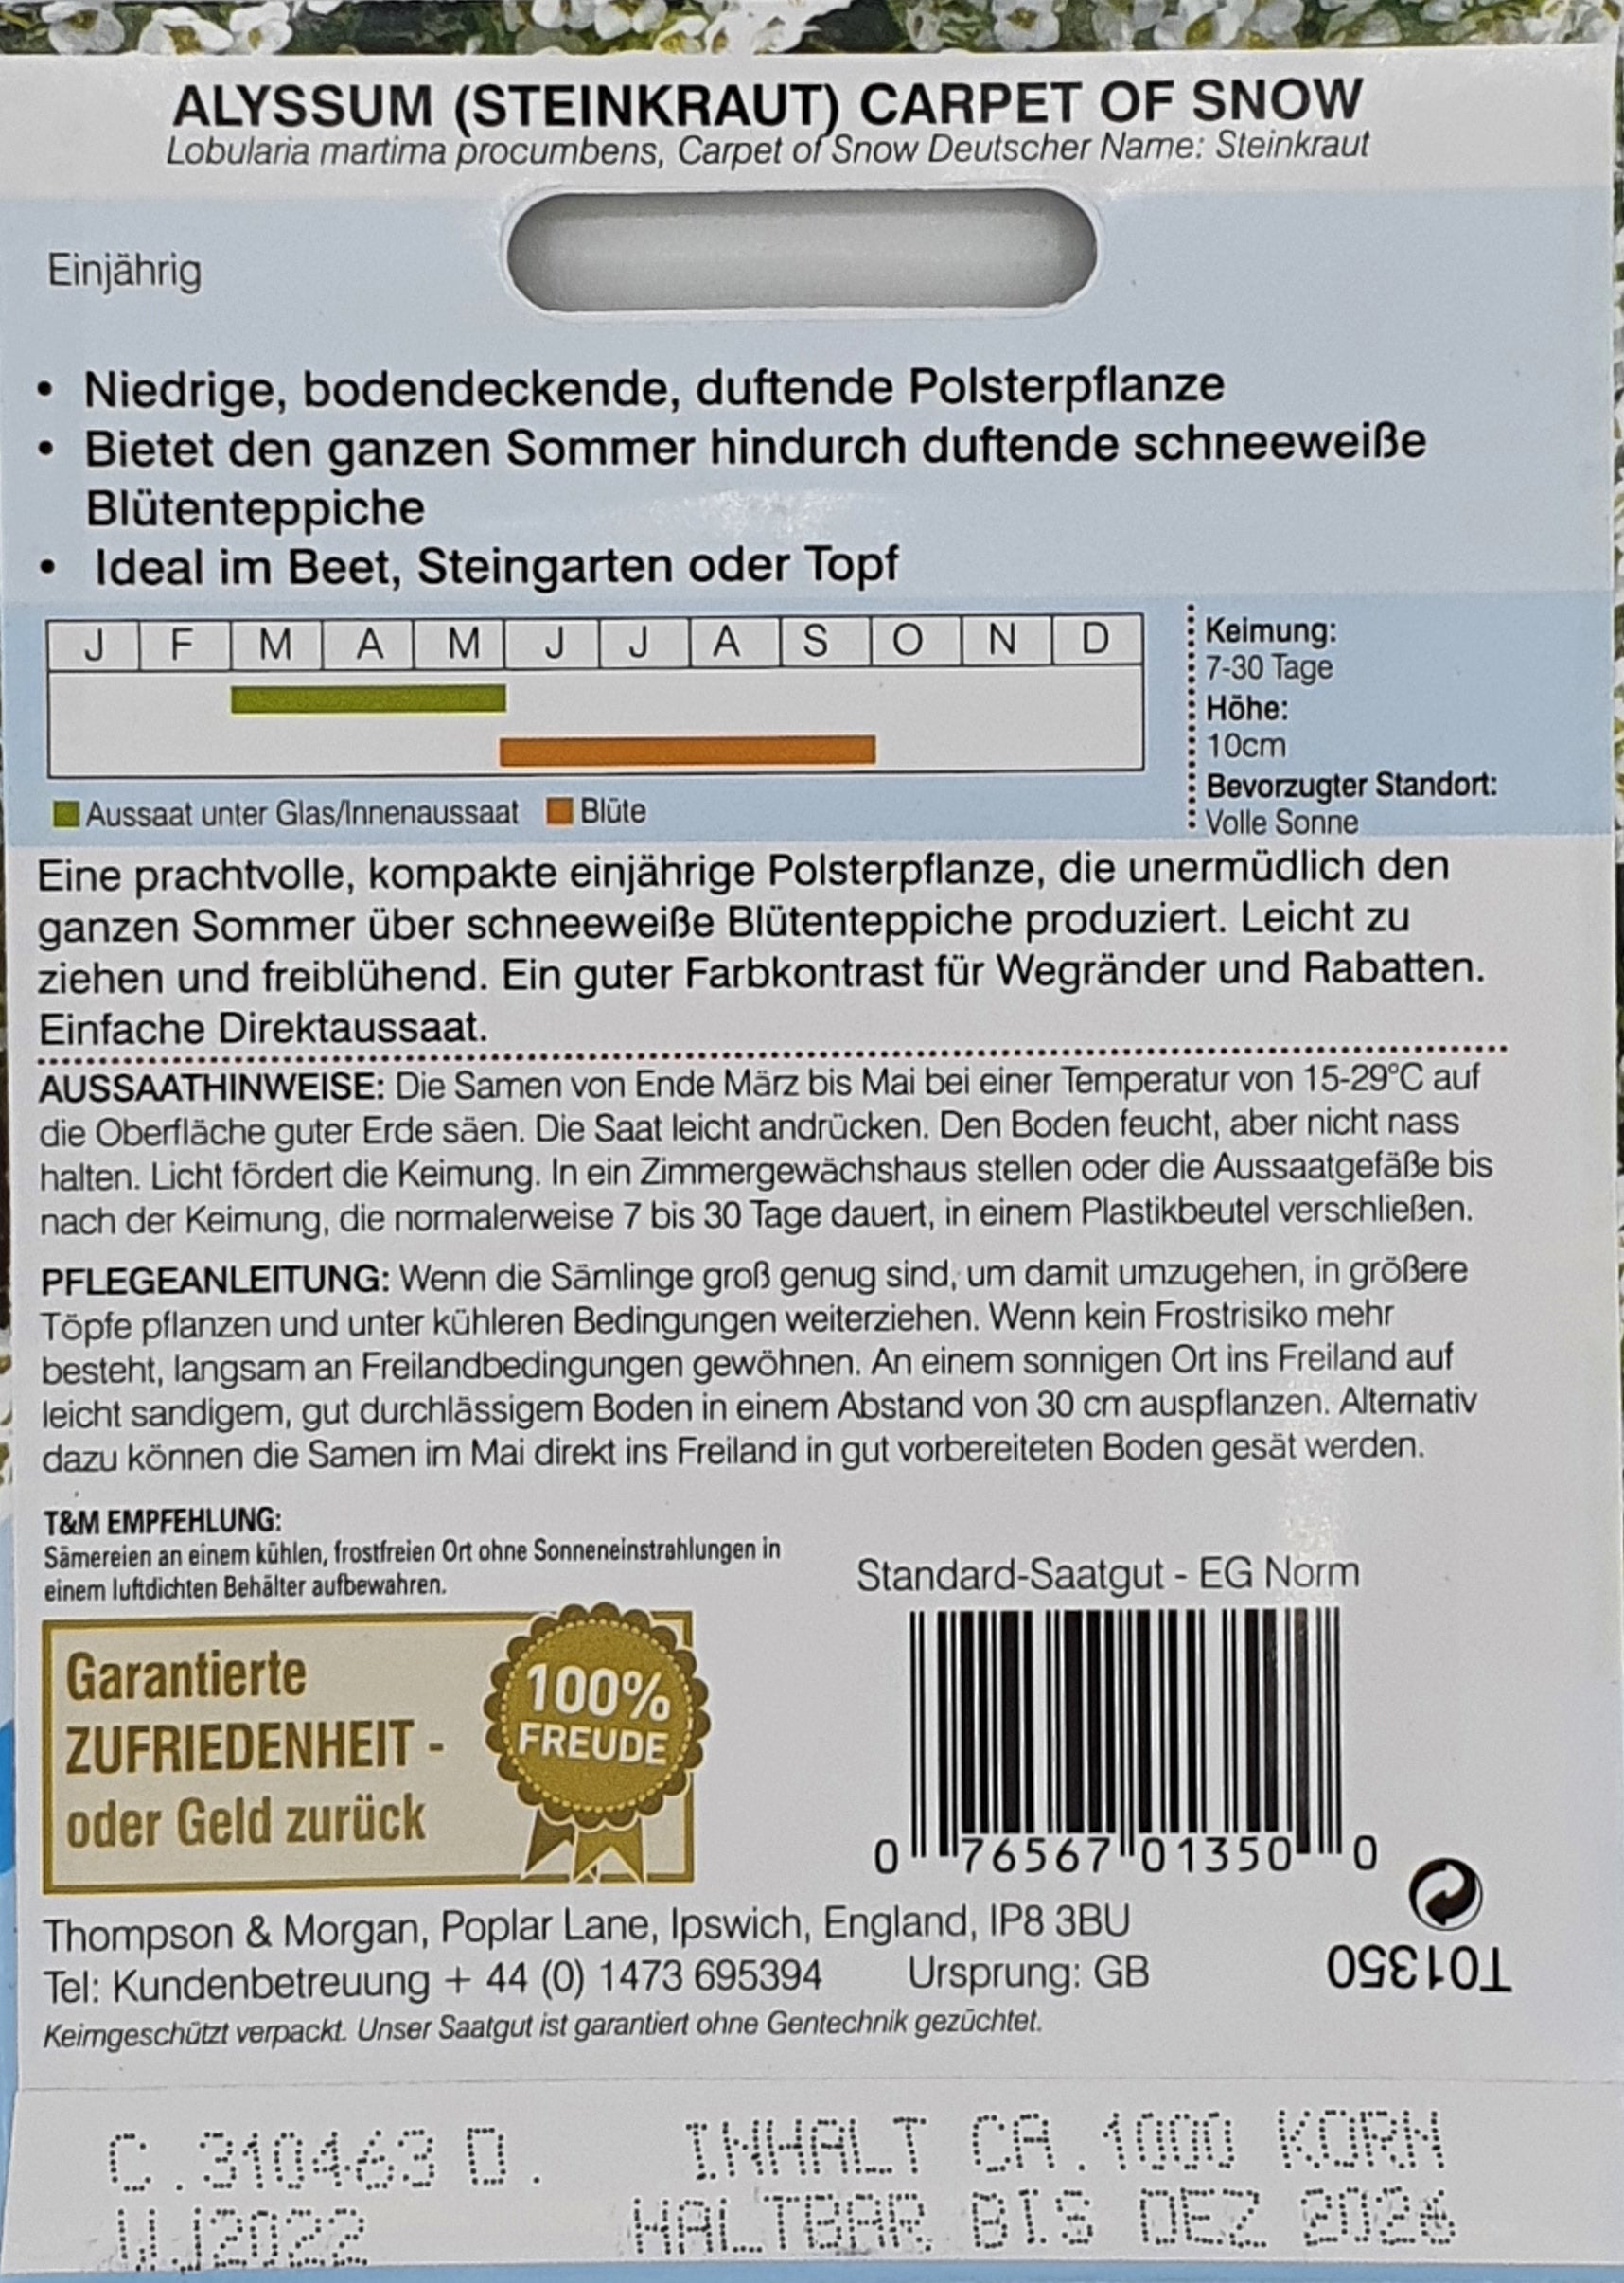 ALYSSUM (STEINKRAUT) CARPET OF SNOW
Lobularia martima procumbens, Carpet of Snow Deutscher Name: Steinkraut
Einjährig
• Niedrige, bodendeckende, duftende Polsterpflanze
• Bietet den ganzen Sommer hindurch duftende schneeweiße
Blütenteppiche
• Ideal im Beet, Steingarten oder Topf
J F M A M J J A S O N D
Aussaat unter Glas/Innenaussaat Blüte
Keimung:
7-30 Tage
Höhe:
10cm
Bevorzugter Standort:
Volle Sonne
Eine prachtvolle, kompakte einjährige Polsterpflanze, die unermüdlich den
ganzen Sommer über schneeweiße Blütenteppiche produziert. Leicht zu
ziehen und freiblühend. Ein guter Farbkontrast für Wegränder und Rabatten.
Einfache Direktaussaat.
AUSSAATHINWEISE: Die Samen von Ende März bis Mai bei einer Temperatur von 15-29°C auf
die Oberfläche guter Erde säen. Die Saat leicht andrücken. Den Boden feucht, aber nicht nass
halten. Licht fördert die Keimung. In ein Zimmergewächshaus stellen oder die Aussaatgefäße bis
nach der Keimung, die normalerweise 7 bis 30 Tage dauert, in einem Plastikbeutel verschließen.
PFLEGEANLEITUNG: Wenn die Sämlinge groß genug sind, um damit umzugehen, in größere
Töpfe pflanzen und unter kühleren Bedingungen weiterziehen. Wenn kein Frostrisiko mehr
besteht, langsam an Freilandbedingungen gewöhnen. An einem sonnigen Ort ins Freiland auf
leicht sandigem, gut durchlässigem Boden in einem Abstand von 30 cm auspflanzen. Alternativ
dazu können die Samen im Mai direkt ins Freiland in gut vorbereiteten Boden gesät werden.
T&M EMPFEHLUNG:
Sämereien an einem kühlen, frostfreien Ort ohne Sonneneinstrahlungen in
einem luftdichten Behälter aufbewahren.
Garantierte
ZUFRIEDENHEIT -
oder Geld zurück
100%
FREUDE
Standard-Saatgut - EG Norm
0 76567 01350 0
Thompson & Morgan, Poplar Lane, Ipswich, England, IP8 3BU
Tel: Kundenbetreuung + 44 (0) 1473 695394 Ursprung: GB
T01350
Keimgeschützt verpackt. Unser Saatgut ist garantiert ohne Gentechnik gezüchtet.
C.310463 D. INHALT CA.1000 KORN
WJ2022 HALTBAR BIS DEZ 2026